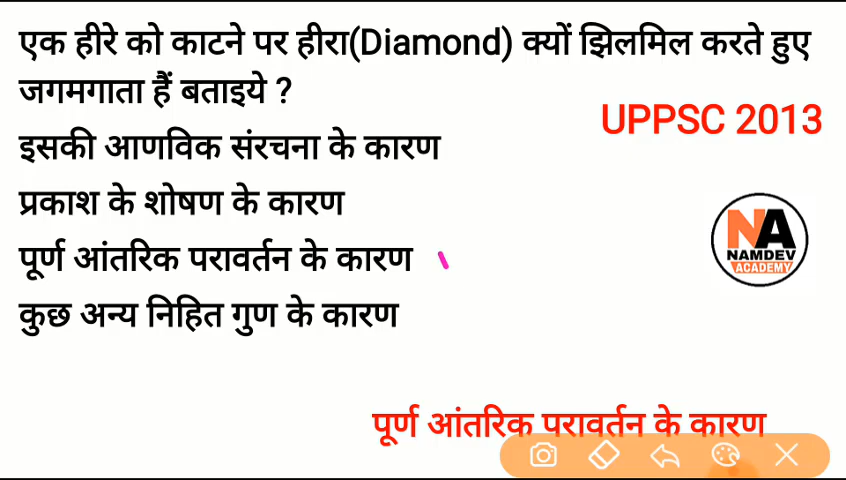 एक हीरे को काटने पर हीरा(Diamond) क्यों झिलमिल करते हुए
जगमगाता हैं बताइये ?
UPPSC 2013
इसकी आणविक संरचना के कारण
प्रकाश के शोषण के कारण
पूर्ण आंतरिक परावर्तन के कारण
NA
NAMDEV
ACADEMY
कुछ अन्य निहित गुण के कारण
पूर्ण आंतरिक परावर्तन के कारण